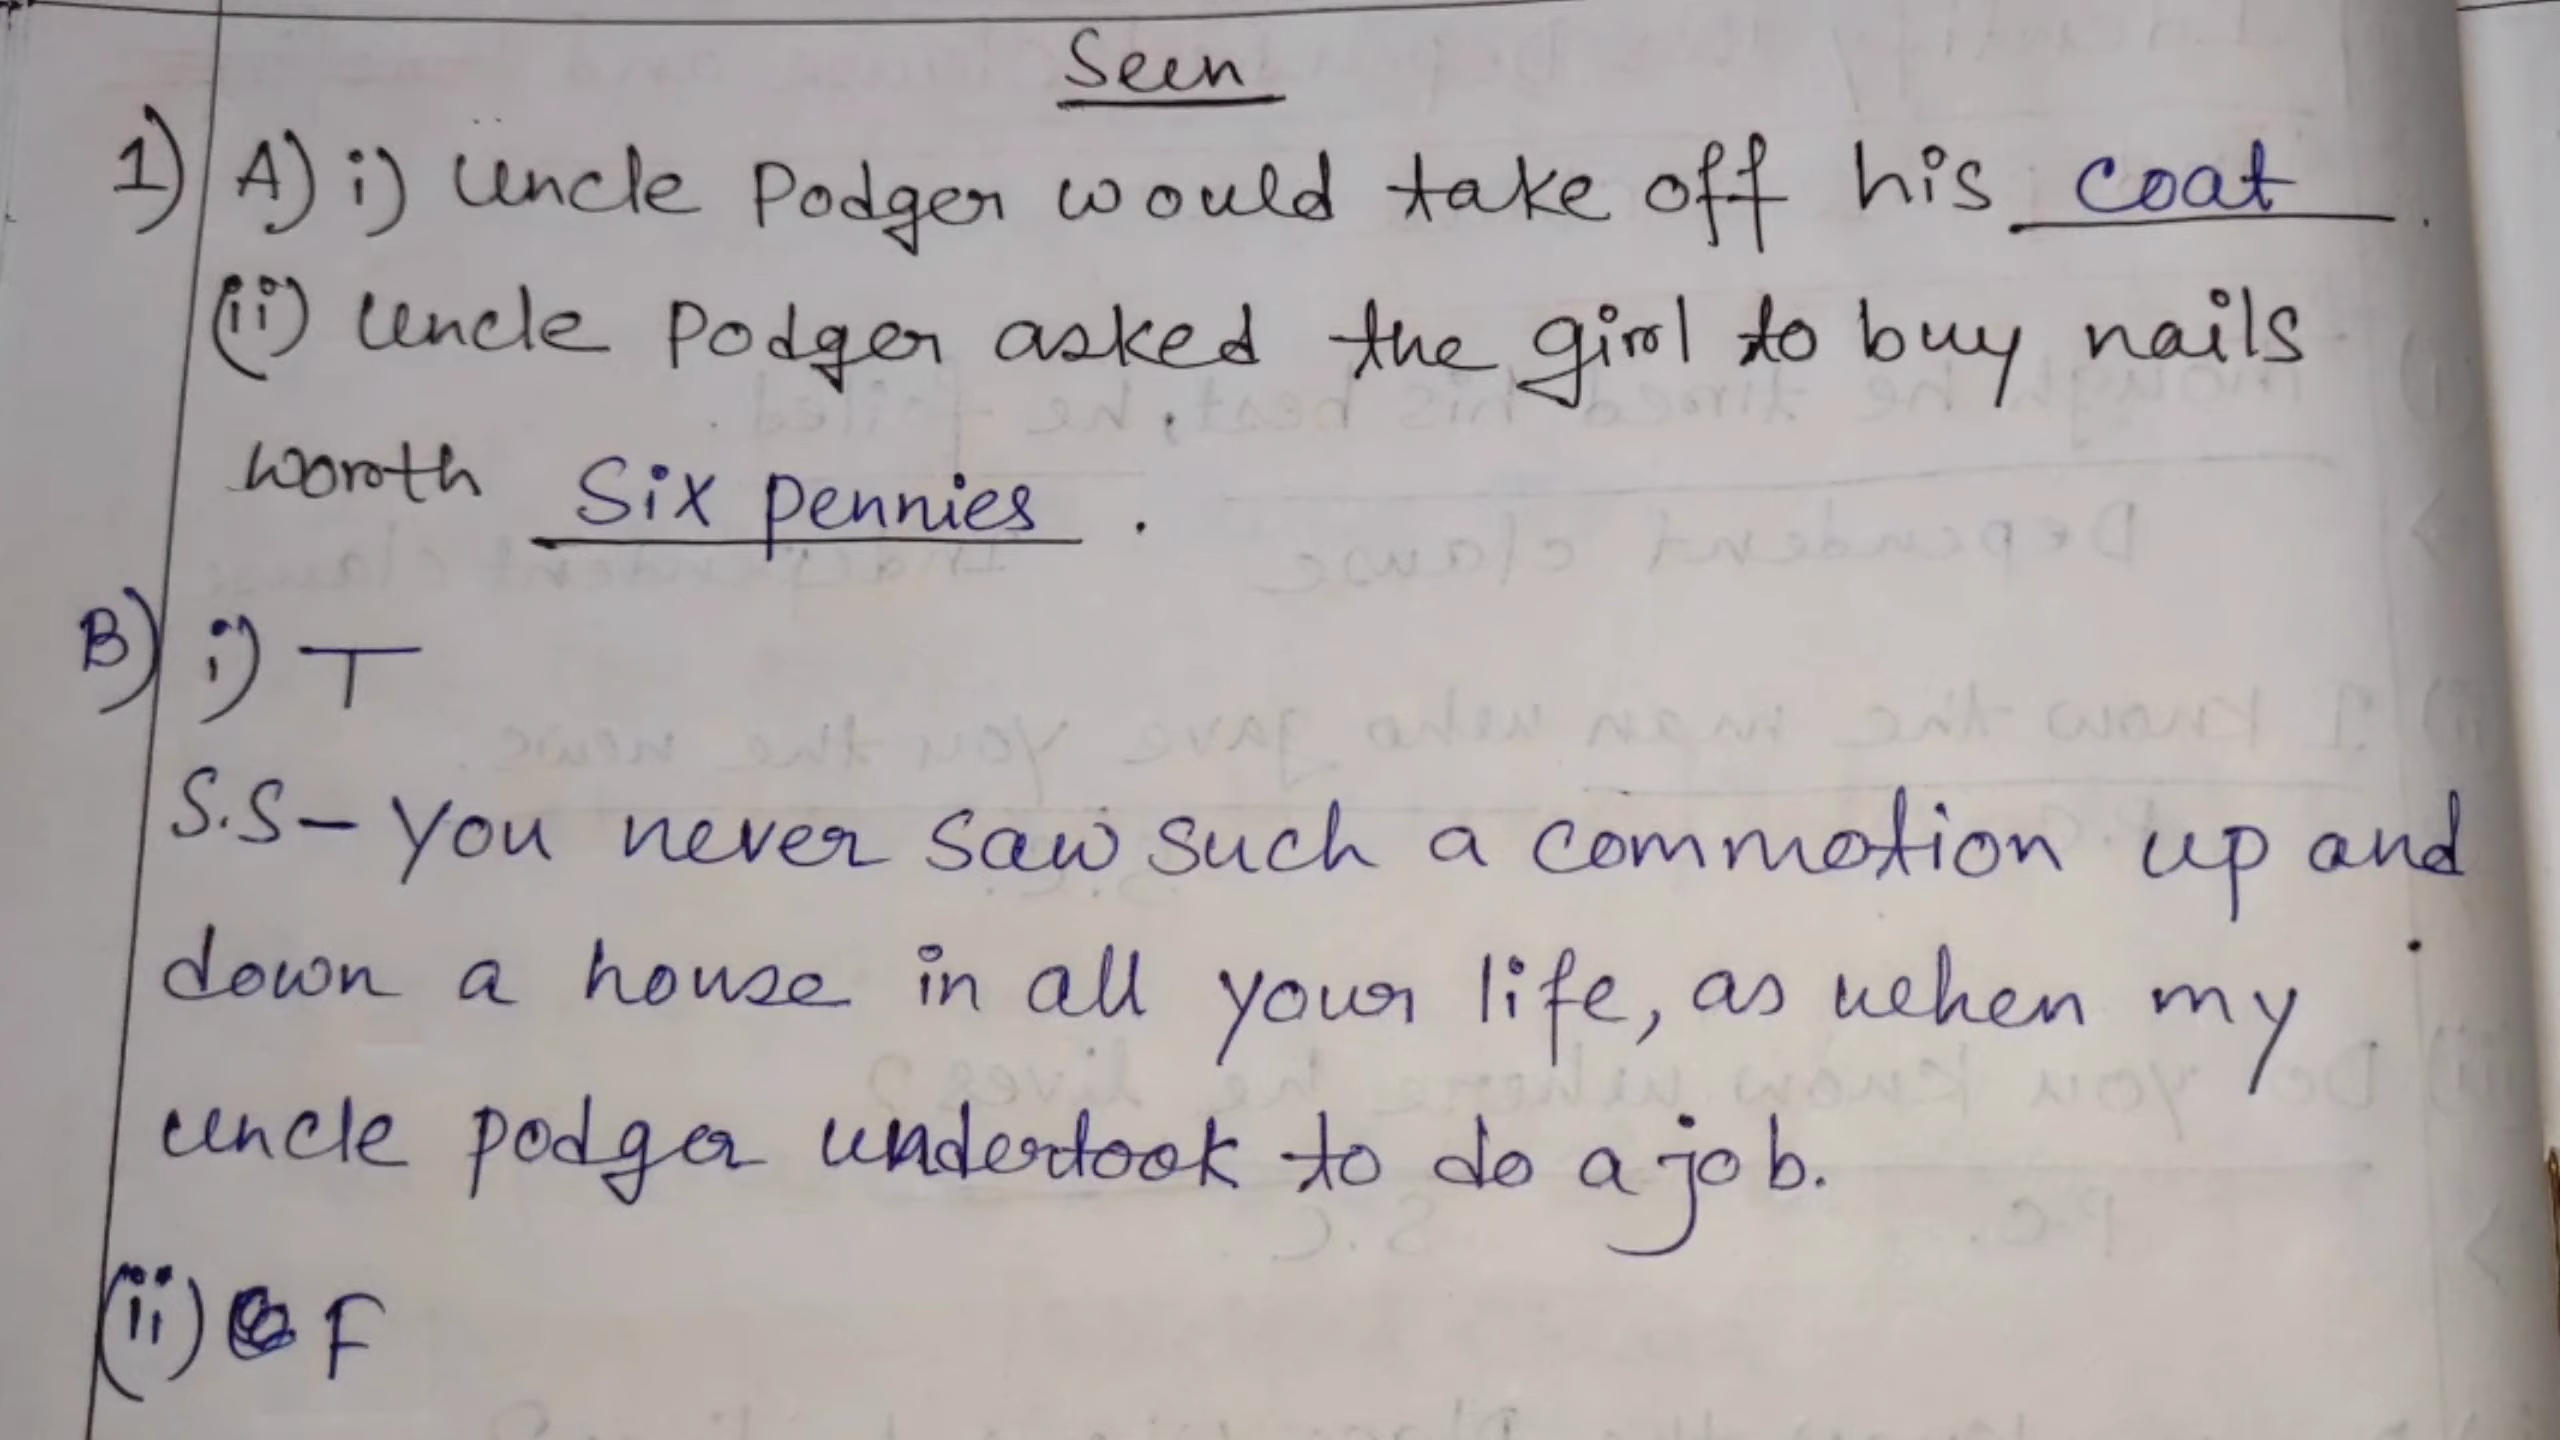 Seen
1) A) i) Uncle Podger would take off his coat.
(ii) Uncle Podger asked the girl to buy nails
worth Six pennies.
B) i) T
S.S- You never saw such a commotion up and
down a house in all your life, as when my
uncle podger undertook to do a job.
(ii) F